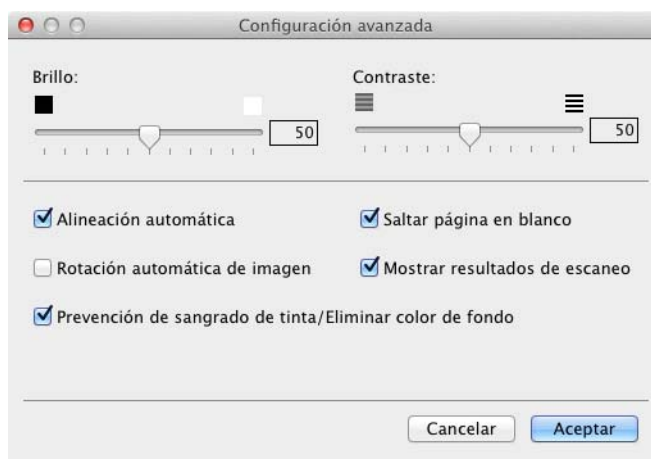 Configuración avanzada
Brillo: Contraste:
50 50
Alineación automática Saltar página en blanco
Rotación automática de imagen Mostrar resultados de escaneo
Prevención de sangrado de tinta/Eliminar color de fondo
Cancelar Aceptar